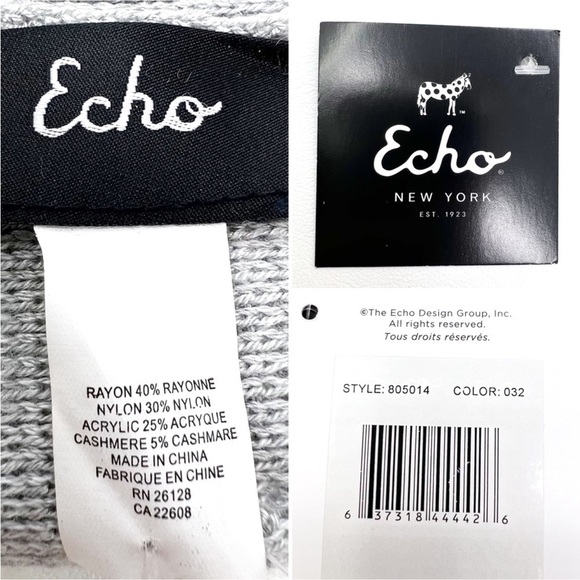 Echo
RAYON 40% RAYONNE
NYLON 30% NYLON
ACRYLIC 25% ACRYQUE
CASHMERE 5% CASHMARE
MADE IN CHINA
FABRIQUE EN CHINE
RN 26128
CA 22608
Echo®
NEW YORK
EST. 1923
©The Echo Design Group, Inc.
All rights reserved.
Tous droits réservés.
STYLE: 805014 COLOR: 032
6 37318 44442 6